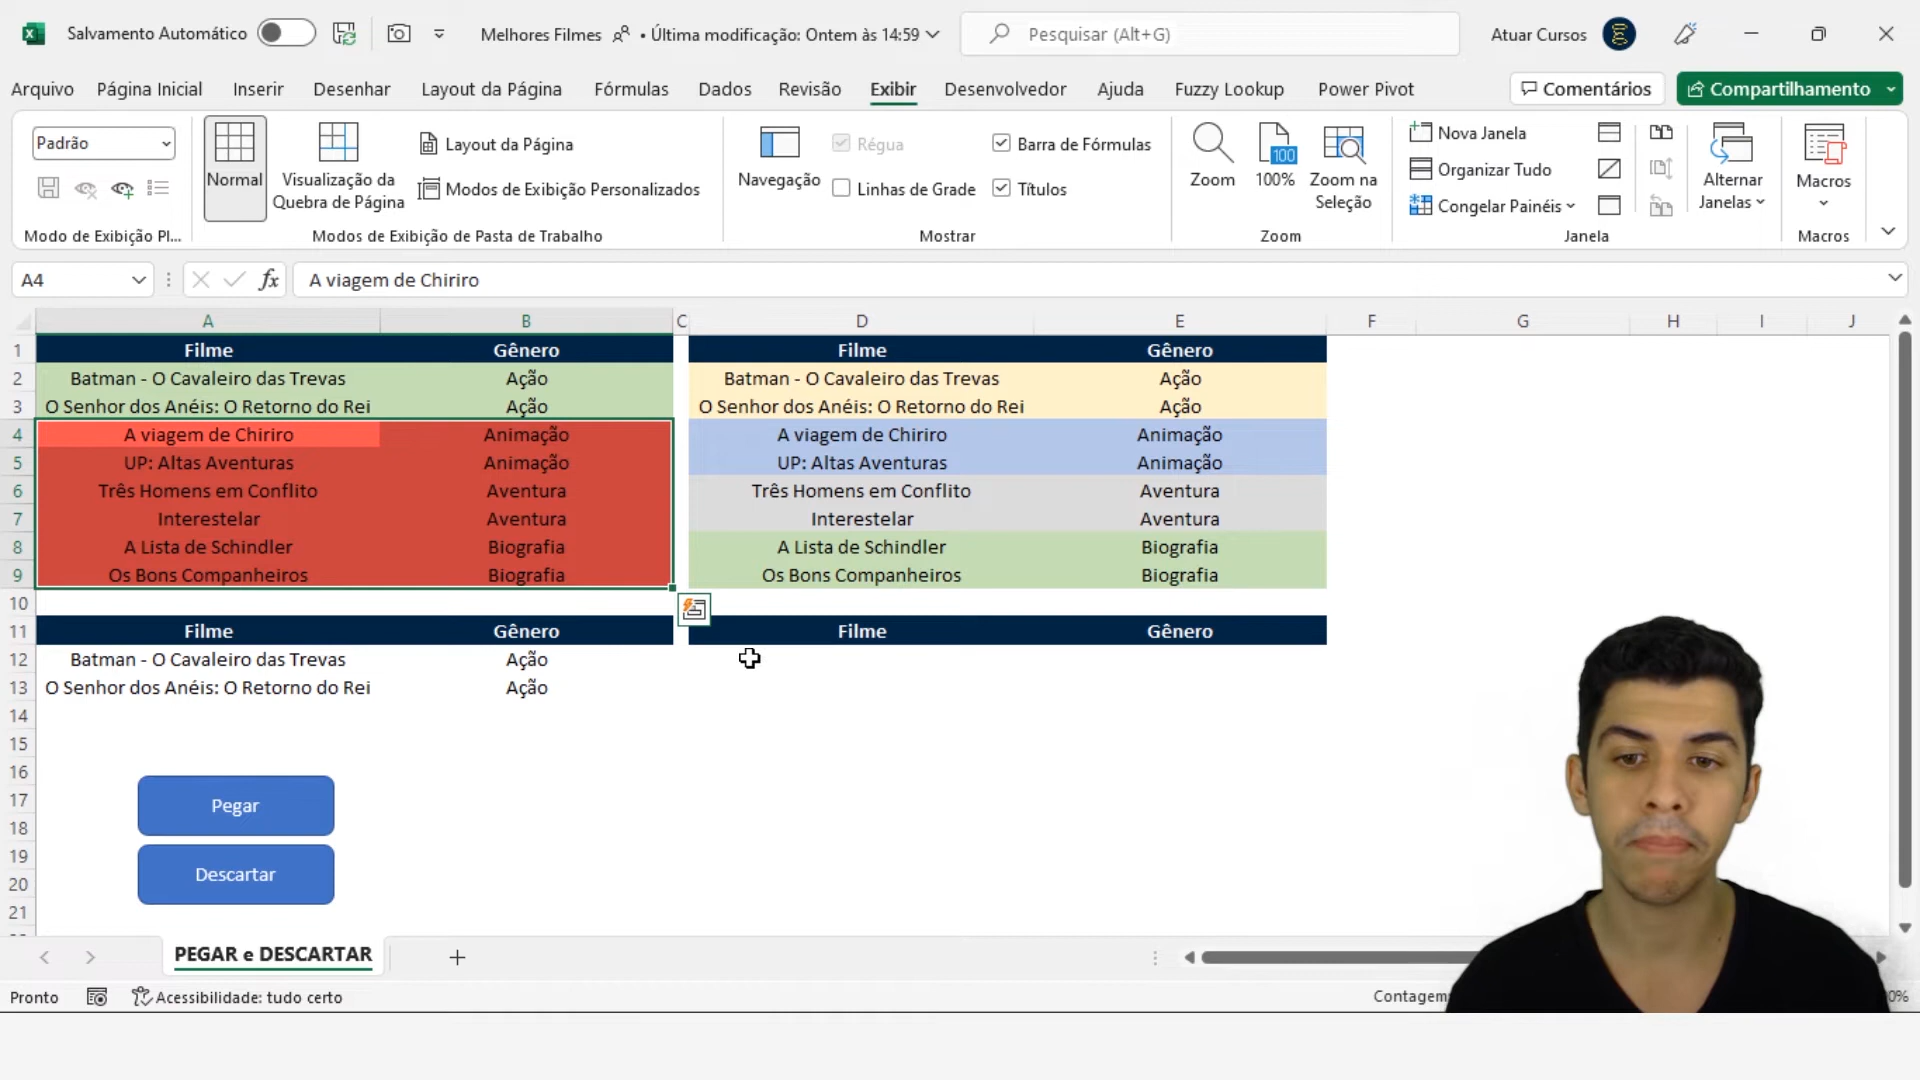 Salvamento Automático
Melhores Filmes • Última modificação: Ontem às 14:59
Pesquisar (Alt+G)
Atuar Cursos
Arquivo Página Inicial Inserir Desenhar Layout da Página Fórmulas Dados Revisão Exibir Desenvolvedor Ajuda Fuzzy Lookup Power Pivot
Comentários
Compartilhamento
Padrão
Modo de Exibição Pl...
Normal
Visualização da
Quebra de Página
Layout da Página
Modos de Exibição Personalizados
Modos de Exibição de Pasta de Trabalho
Navegação
Régua
Barra de Fórmulas
Linhas de Grade
Títulos
Mostrar
Zoom
100
100%
Zoom na
Seleção
Zoom
Nova Janela
Organizar Tudo
Congelar Painéis
Alternar
Janelas
Janela
Macros
Macros
A4
fx
A viagem de Chiriro
A B C D E F G H I J
1 Filme Gênero Filme Gênero
2 Batman - O Cavaleiro das Trevas Ação Batman - O Cavaleiro das Trevas Ação
3 O Senhor dos Anéis: O Retorno do Rei Ação O Senhor dos Anéis: O Retorno do Rei Ação
4 A viagem de Chiriro Animação A viagem de Chiriro Animação
5 UP: Altas Aventuras Animação UP: Altas Aventuras Animação
6 Três Homens em Conflito Aventura Três Homens em Conflito Aventura
7 Interestelar Aventura Interestelar Aventura
8 A Lista de Schindler Biografia A Lista de Schindler Biografia
9 Os Bons Companheiros Biografia Os Bons Companheiros Biografia
10
11 Filme Gênero Filme Gênero
12 Batman - O Cavaleiro das Trevas Ação
13 O Senhor dos Anéis: O Retorno do Rei Ação
14
15
16
17 Pegar
18
19
20 Descartar
21
PEGAR e DESCARTAR
Pronto
Acessibilidade: tudo certo
Contagem
0%